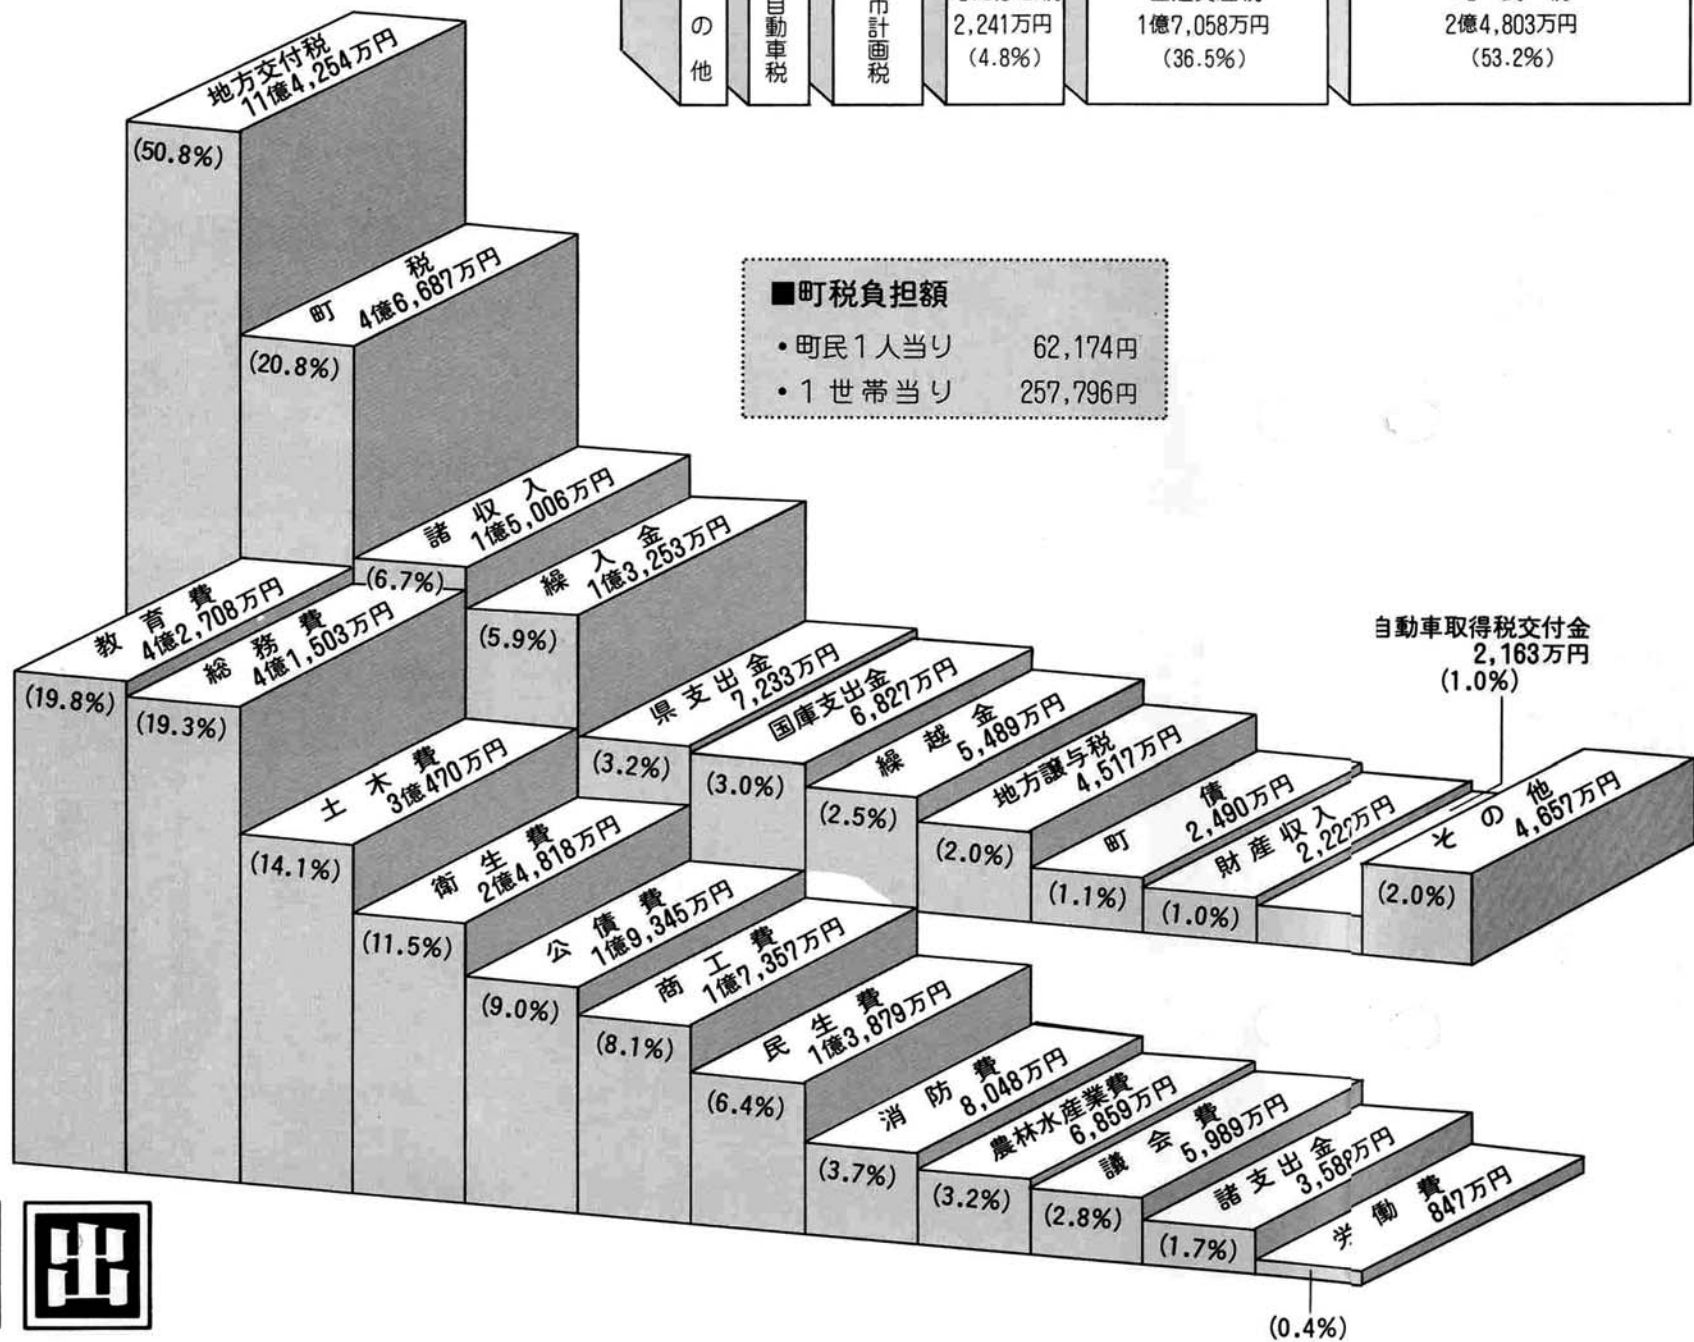 の他
自動車税
市計画税
2,241万円
(4.8%)
1億7,058万円
(36.5%)
2億4,803万円
(53.2%)
地方交付税
11億4,254万円
(50.8%)
町税
4億6,687万円
(20.8%)
■町税負担額
・町民1人当り 62,174円
・1世帯当り 257,796円
諸収入
1億5,006万円
(6.7%)
繰入金
1億3,253万円
(5.9%)
県支出金
7,233万円
(3.2%)
国庫支出金
6,827万円
(3.0%)
繰越金
5,489万円
(2.5%)
地方譲与税
4,517万円
(2.0%)
町債
2,490万円
(1.1%)
財産収入
(1.0%)
自動車取得税交付金
2,163万円
(1.0%)
その他
4,657万円
(2.0%)
教育費
4億2,708万円
(19.8%)
総務費
4億1,503万円
(19.3%)
土木費
3億470万円
(14.1%)
衛生費
2億4,818万円
(11.5%)
公債費
1億9,345万円
(9.0%)
商工費
1億7,357万円
(8.1%)
民生費
1億3,879万円
(6.4%)
消防費
8,048万円
(3.7%)
農林水産業費
6,859万円
(3.2%)
議会費
5,989万円
(2.8%)
諸支出金
(1.7%)
労働費
847万円
(0.4%)
出